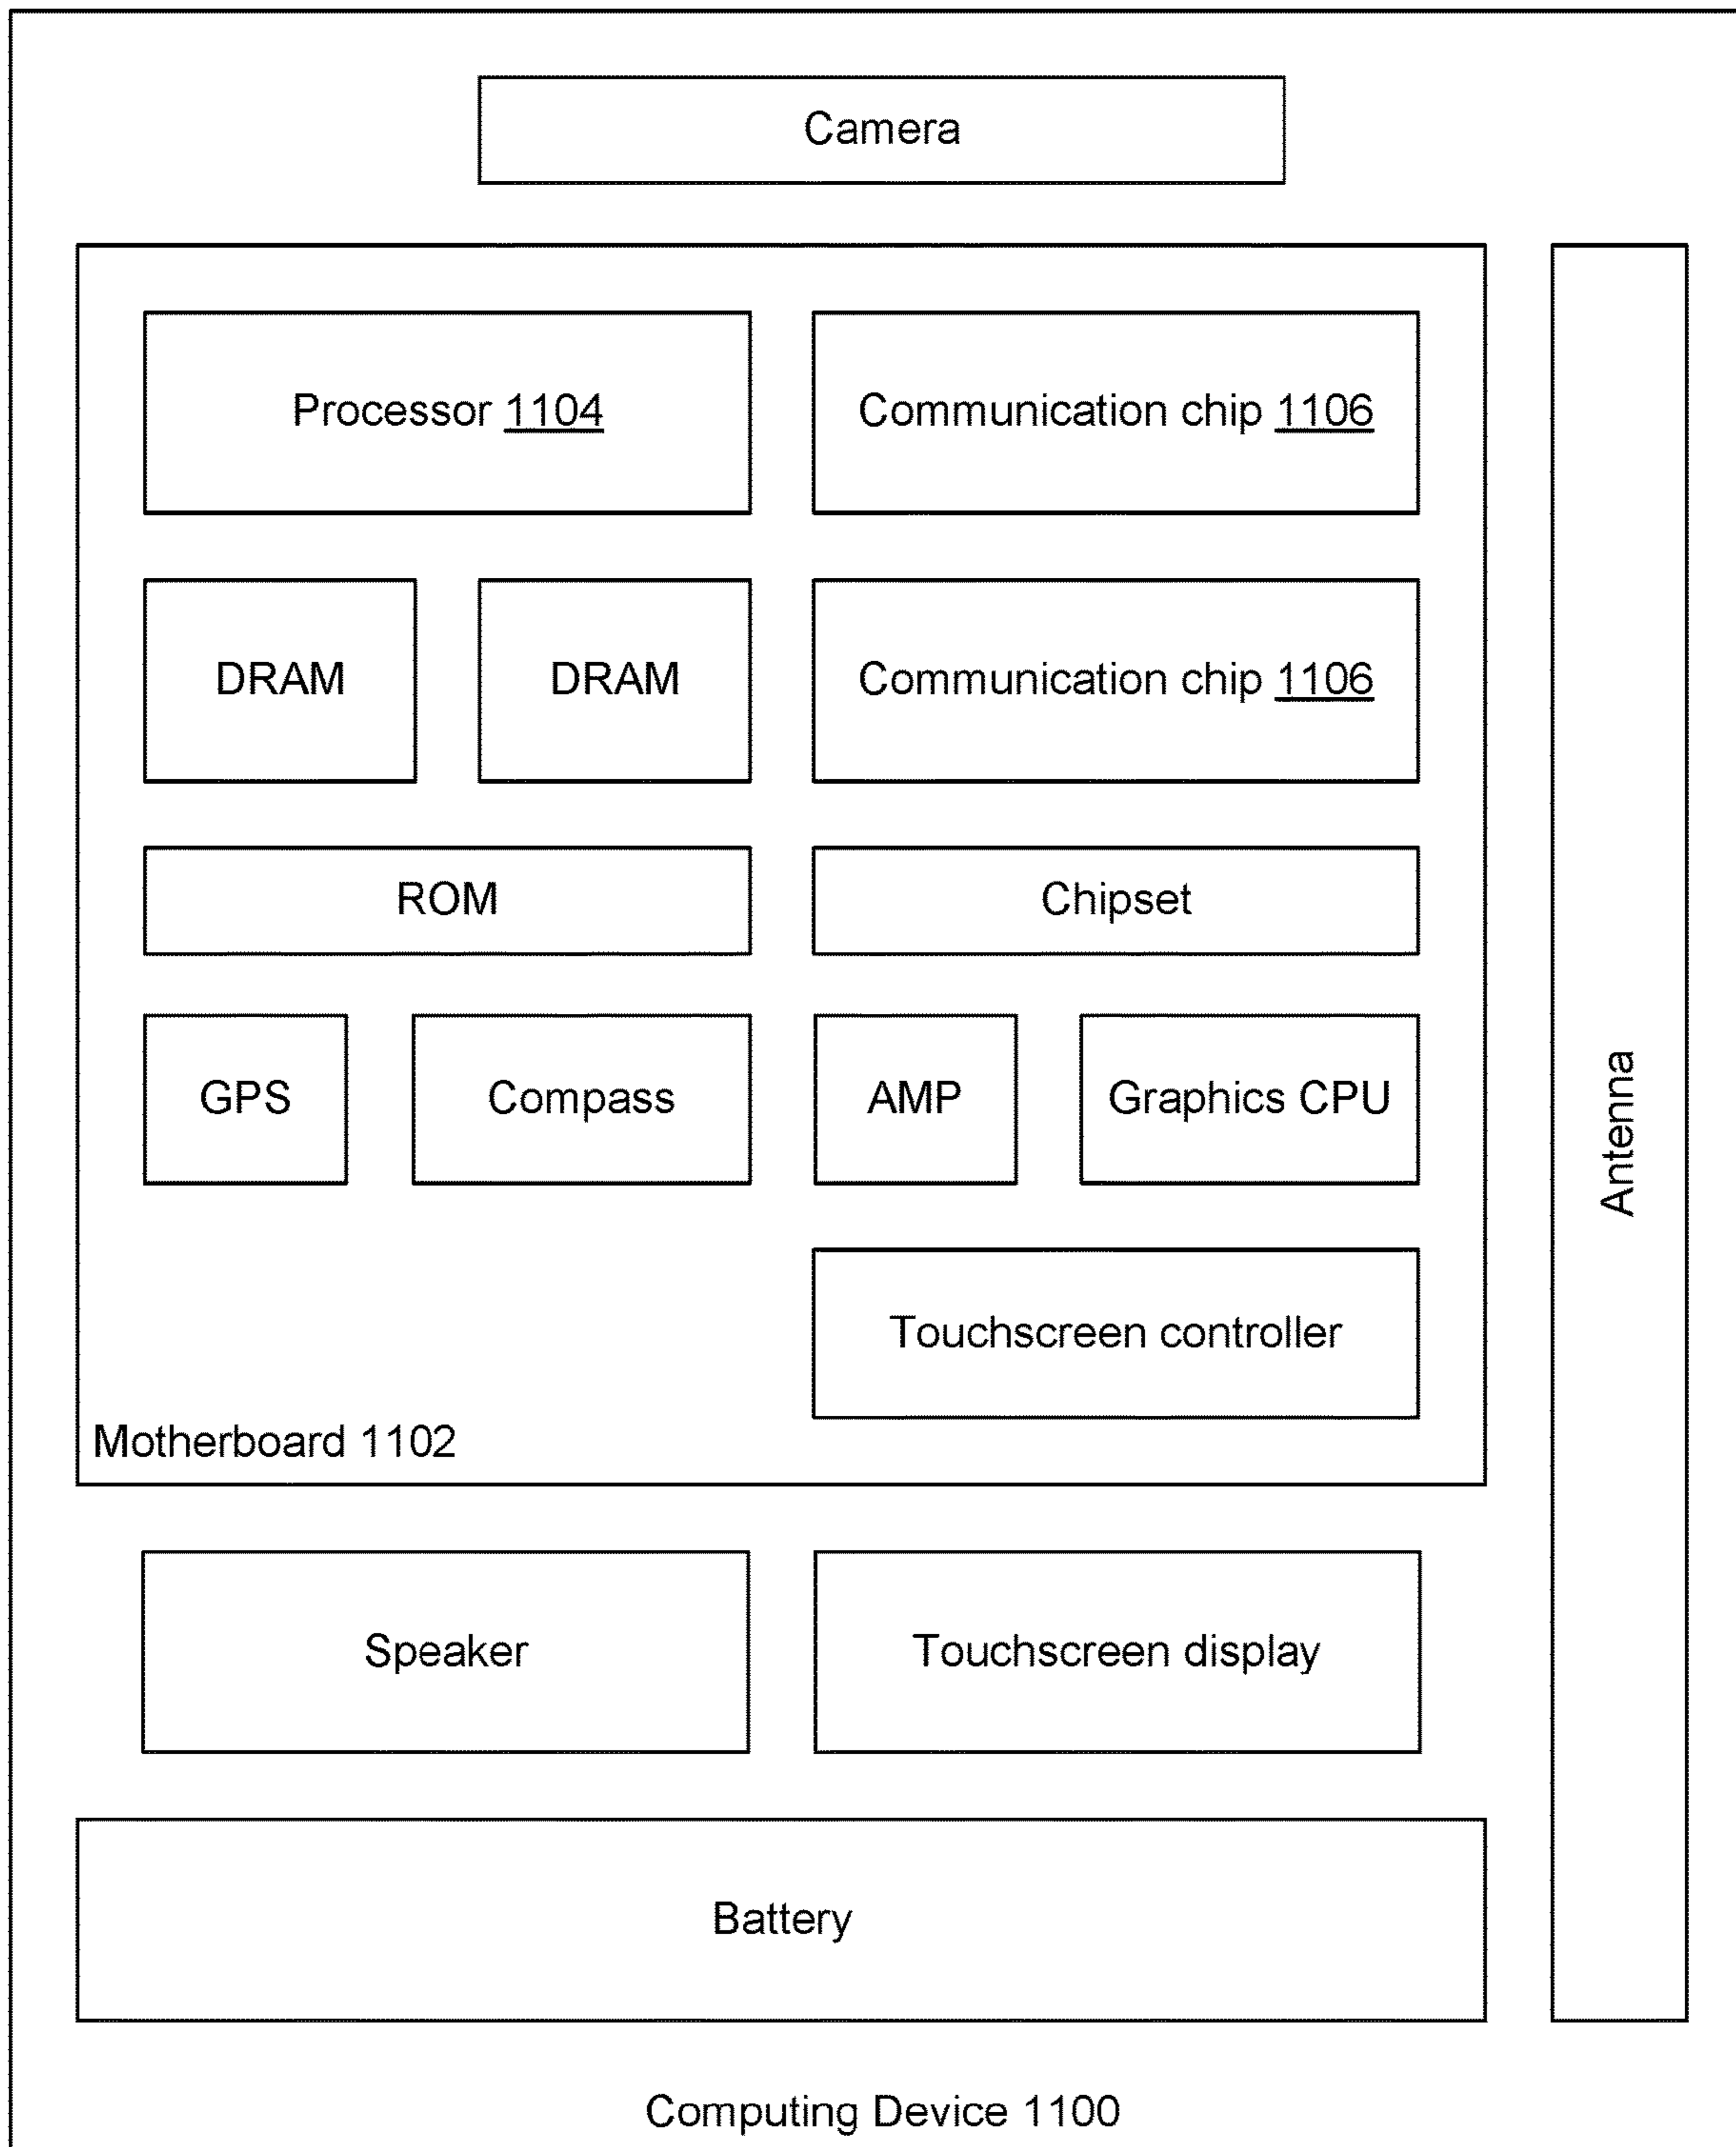 Camera
Processor 1104
Communication chip 1106
DRAM
DRAM
Communication chip 1106
ROM
Chipset
GPS
Compass
AMP
Graphics CPU
Touchscreen controller
Motherboard 1102
Antenna
Speaker
Touchscreen display
Battery
Computing Device 1100